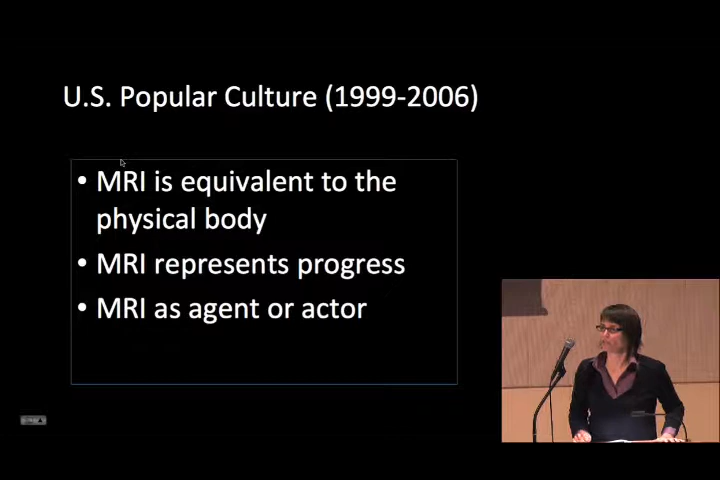 U.S. Popular Culture (1999-2006)
• MRI is equivalent to the
physical body
• MRI represents progress
• MRI as agent or actor